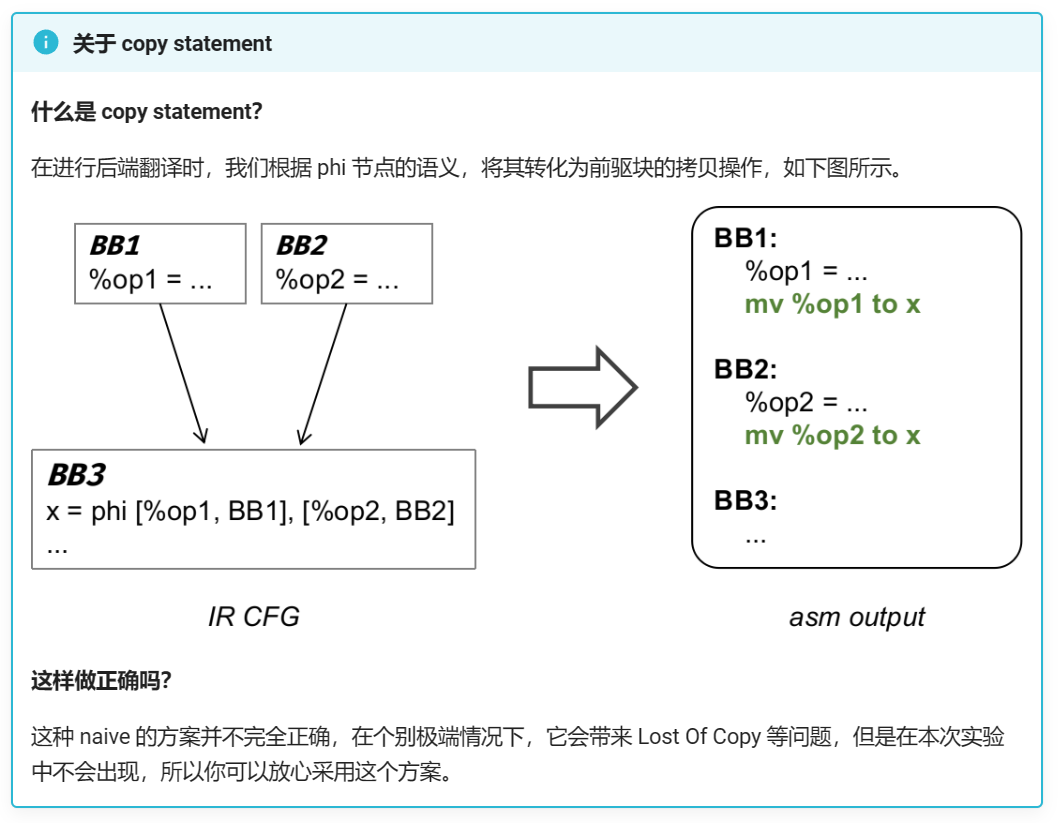 关于 copy statement
什么是 copy statement?
在进行后端翻译时，我们根据 phi 节点的语义，将其转化为前驱块的拷贝操作，如下图所示。
BB1
%op1 = ...
BB2
%op2 = ...
BB3
x = phi [%op1, BB1], [%op2, BB2]
...
IR CFG
BB1:
%op1 = ...
mv %op1 to x
BB2:
%op2 = ...
mv %op2 to x
BB3:
...
asm output
这样做正确吗?
这种 naive 的方案并不完全正确，在个别极端情况下，它会带来 Lost Of Copy 等问题，但是在本次实验
中不会出现，所以你可以放心采用这个方案。